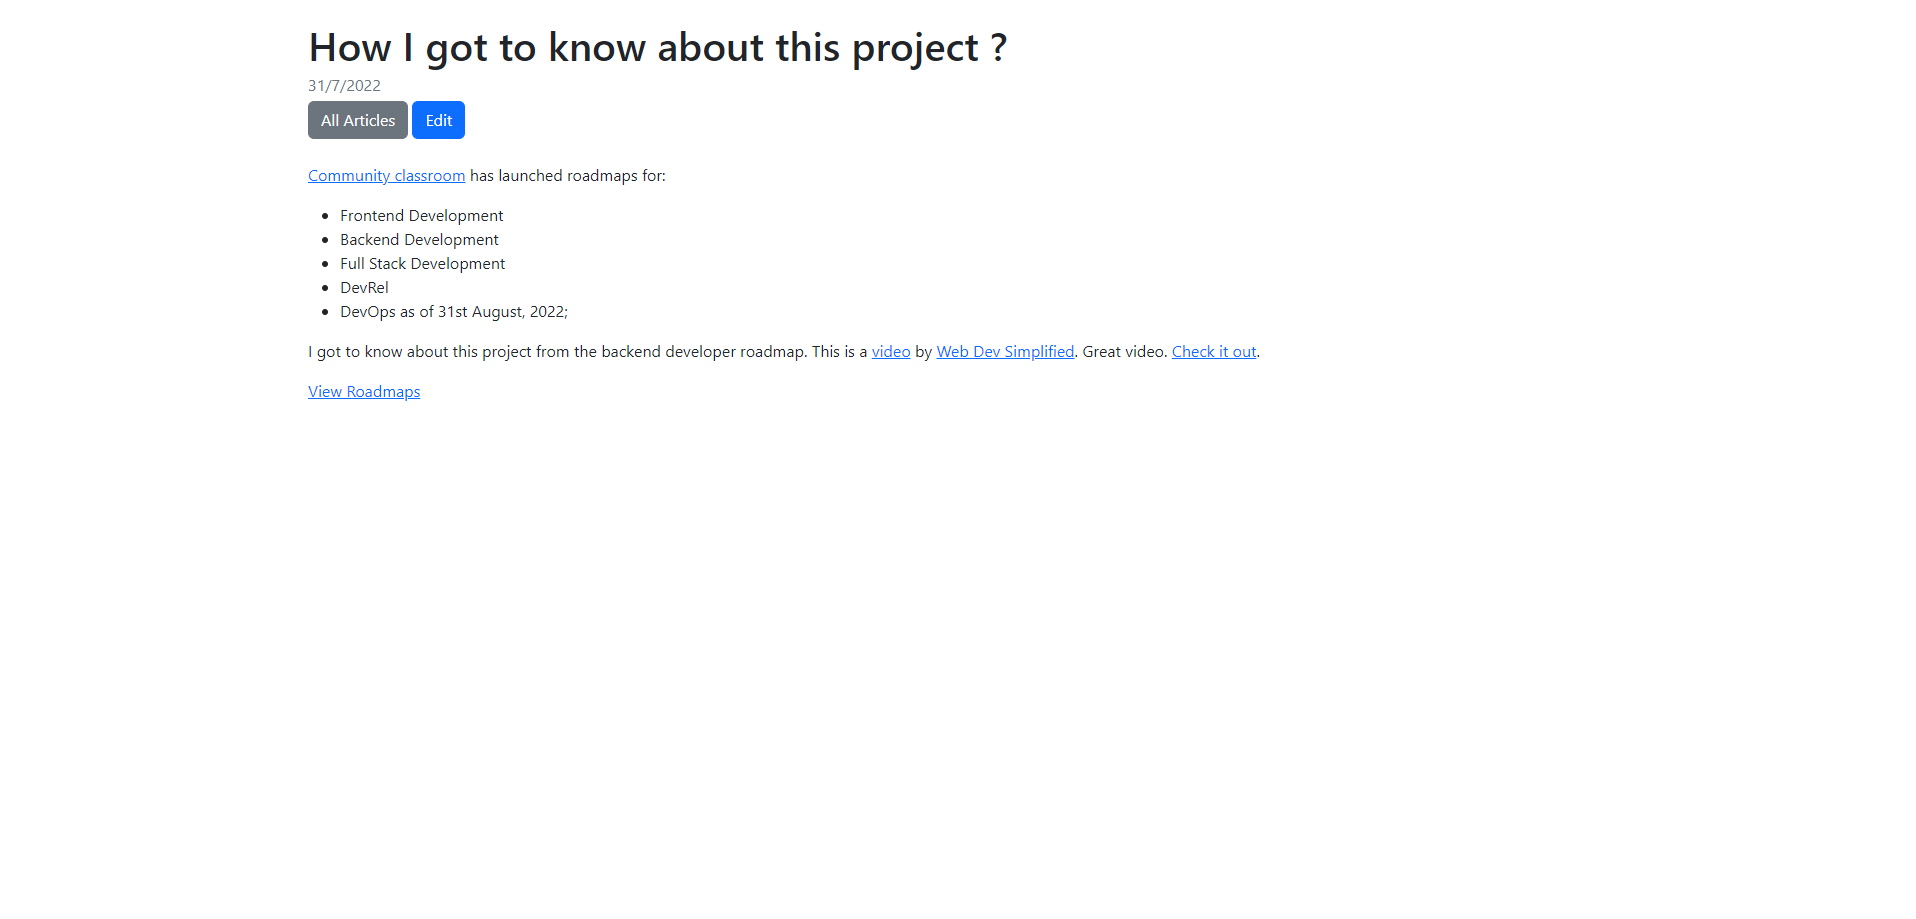 How I got to know about this project ?
31/7/2022
All Articles Edit
Community classroom has launched roadmaps for:
Frontend Development
Backend Development
Full Stack Development
DevRel
DevOps as of 31st August, 2022;
I got to know about this project from the backend developer roadmap. This is a video by Web Dev Simplified. Great video. Check it out.
View Roadmaps